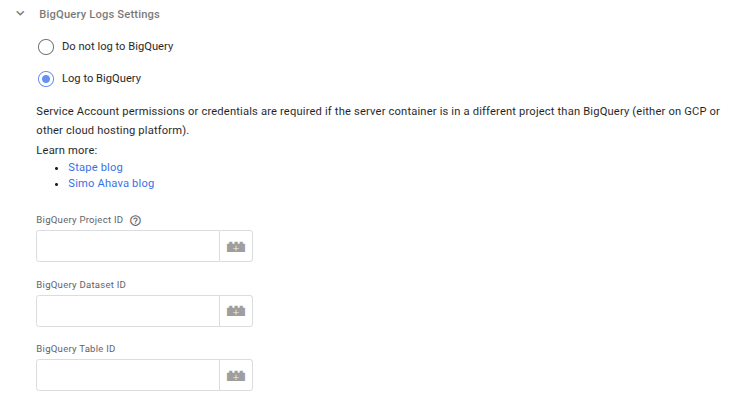 BigQuery Logs Settings
Do not log to BigQuery
Log to BigQuery
Service Account permissions or credentials are required if the server container is in a different project than BigQuery (either on GCP or
other cloud hosting platform).
Learn more:
• Stape blog
• Simo Ahava blog
BigQuery Project ID
BigQuery Dataset ID
BigQuery Table ID